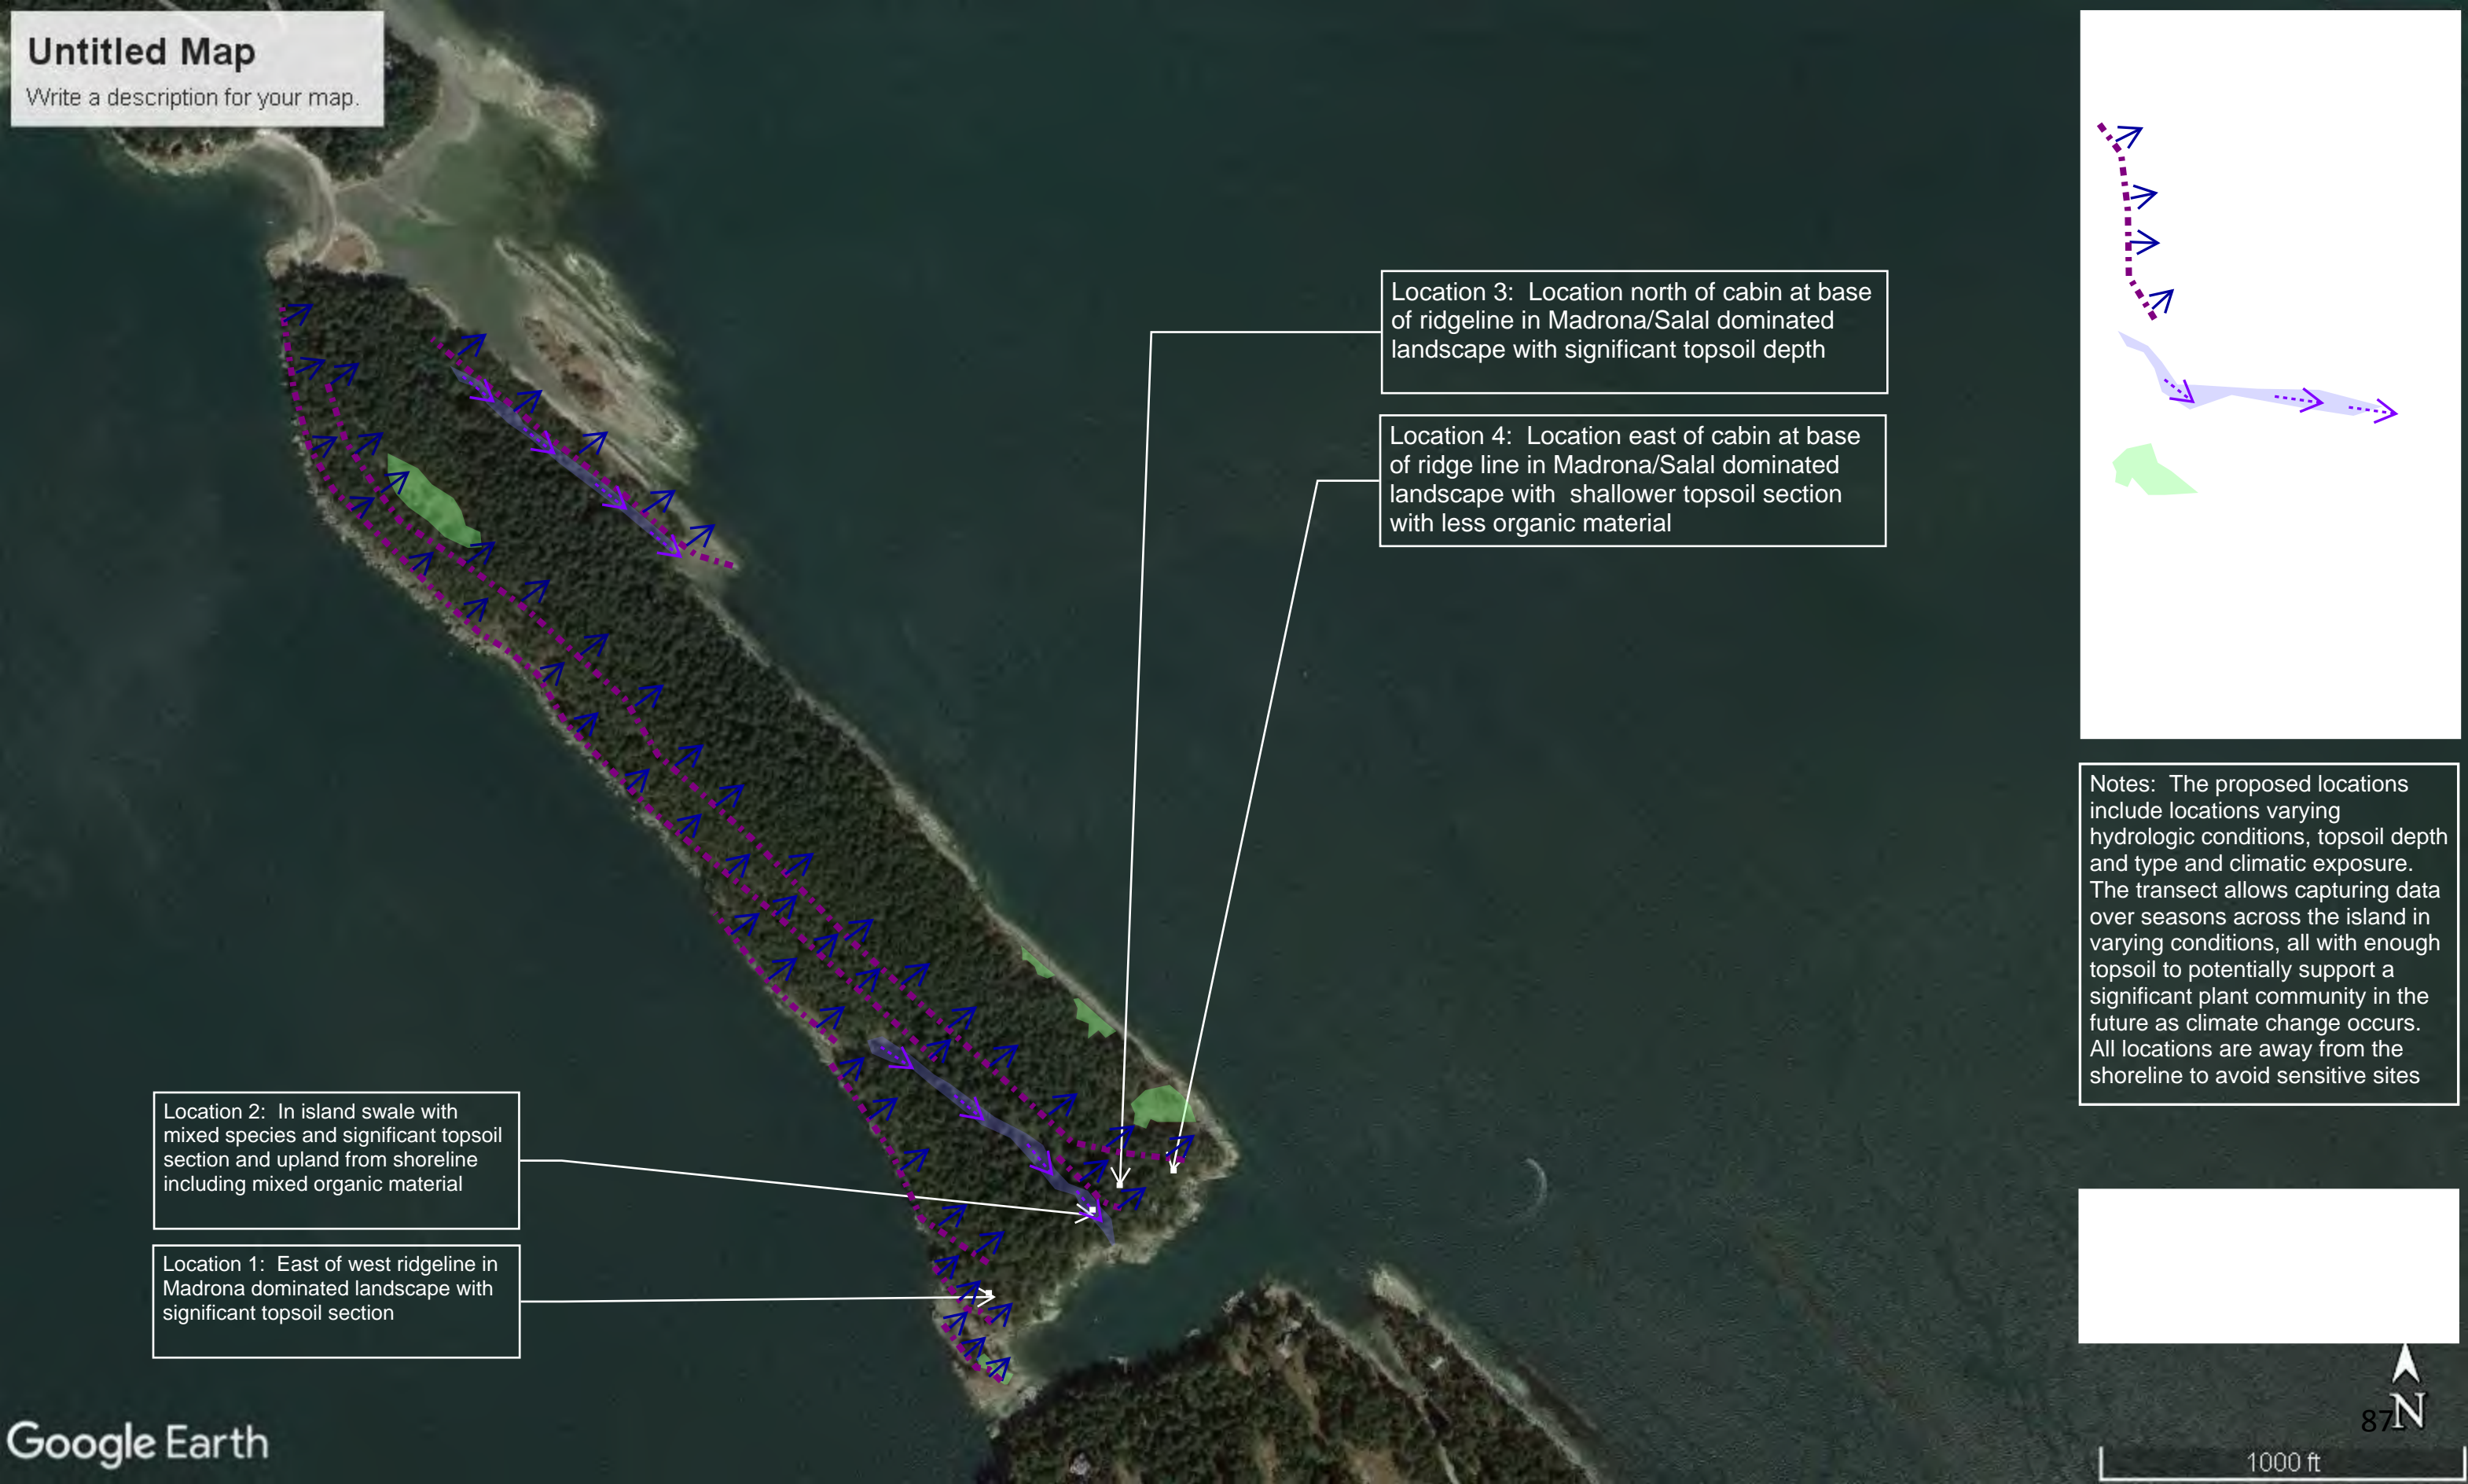 Untitled Map
Write a description for your map.
Location 3: Location north of cabin at base
of ridgeline in Madrona/Salal dominated
landscape with significant topsoil depth
Location 4: Location east of cabin at base
of ridge line in Madrona/Salal dominated
landscape with shallower topsoil section
with less organic material
Notes: The proposed locations
include locations varying
hydrologic conditions, topsoil depth
and type and climatic exposure.
The transect allows capturing data
over seasons across the island in
varying conditions, all with enough
topsoil to potentially support a
significant plant community in the
future as climate change occurs.
All locations are away from the
shoreline to avoid sensitive sites
Location 2: In island swale with
mixed species and significant topsoil
section and upland from shoreline
including mixed organic material
Location 1: East of west ridgeline in
Madrona dominated landscape with
significant topsoil section
87
N
Google Earth
1000 ft